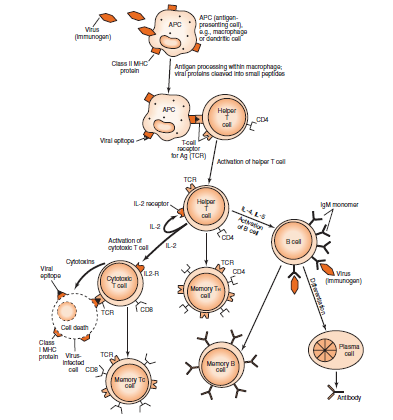 Virus
(immunogen)
APC
APC (antigen-
presenting cell),
e.g., macrophage
or dendritic cell
Class II MHC
protein
Antigen processing within macrophage;
viral proteins cleaved into small peptides
APC
Helper
T
cell
CD4
Viral epitope
T-cell
receptor
for Ag (TCR)
Activation of helper T cell
TCR
IL-2 receptor
Helper
T
cell
IL-4, IL-5
Activation
of B cell
IgM monomer
IL-2
CD4
B cell
Activation of
cytotoxic T cell
IL-2
Cytotoxins
Viral
epitope
Cytotoxic
T cell
IL2-R
TCR
CD4
Memory TH
cell
Virus
(immunogen)
Differentiation
TCR
CD8
Cell death
Class
I MHC
protein
Virus-
infected
cell
TCR
CD8
Memory TC
cell
Memory B
cell
Plasma
cell
Antibody